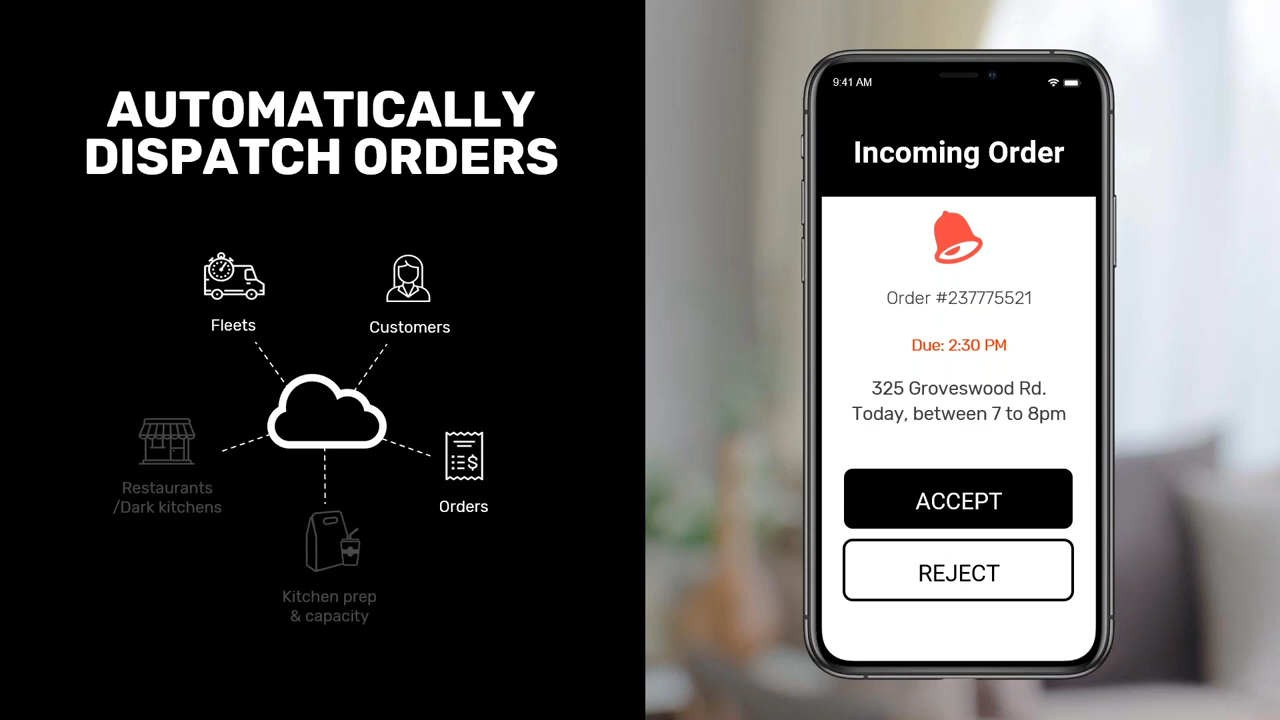 AUTOMATICALLY
DISPATCH ORDERS
Fleets
Customers
Restaurants
/Dark kitchens
Orders
Kitchen prep
& capacity
9:41 AM
Incoming Order
Order #237775521
Due: 2:30 PM
325 Groveswood Rd.
Today, between 7 to 8pm
ACCEPT
REJECT